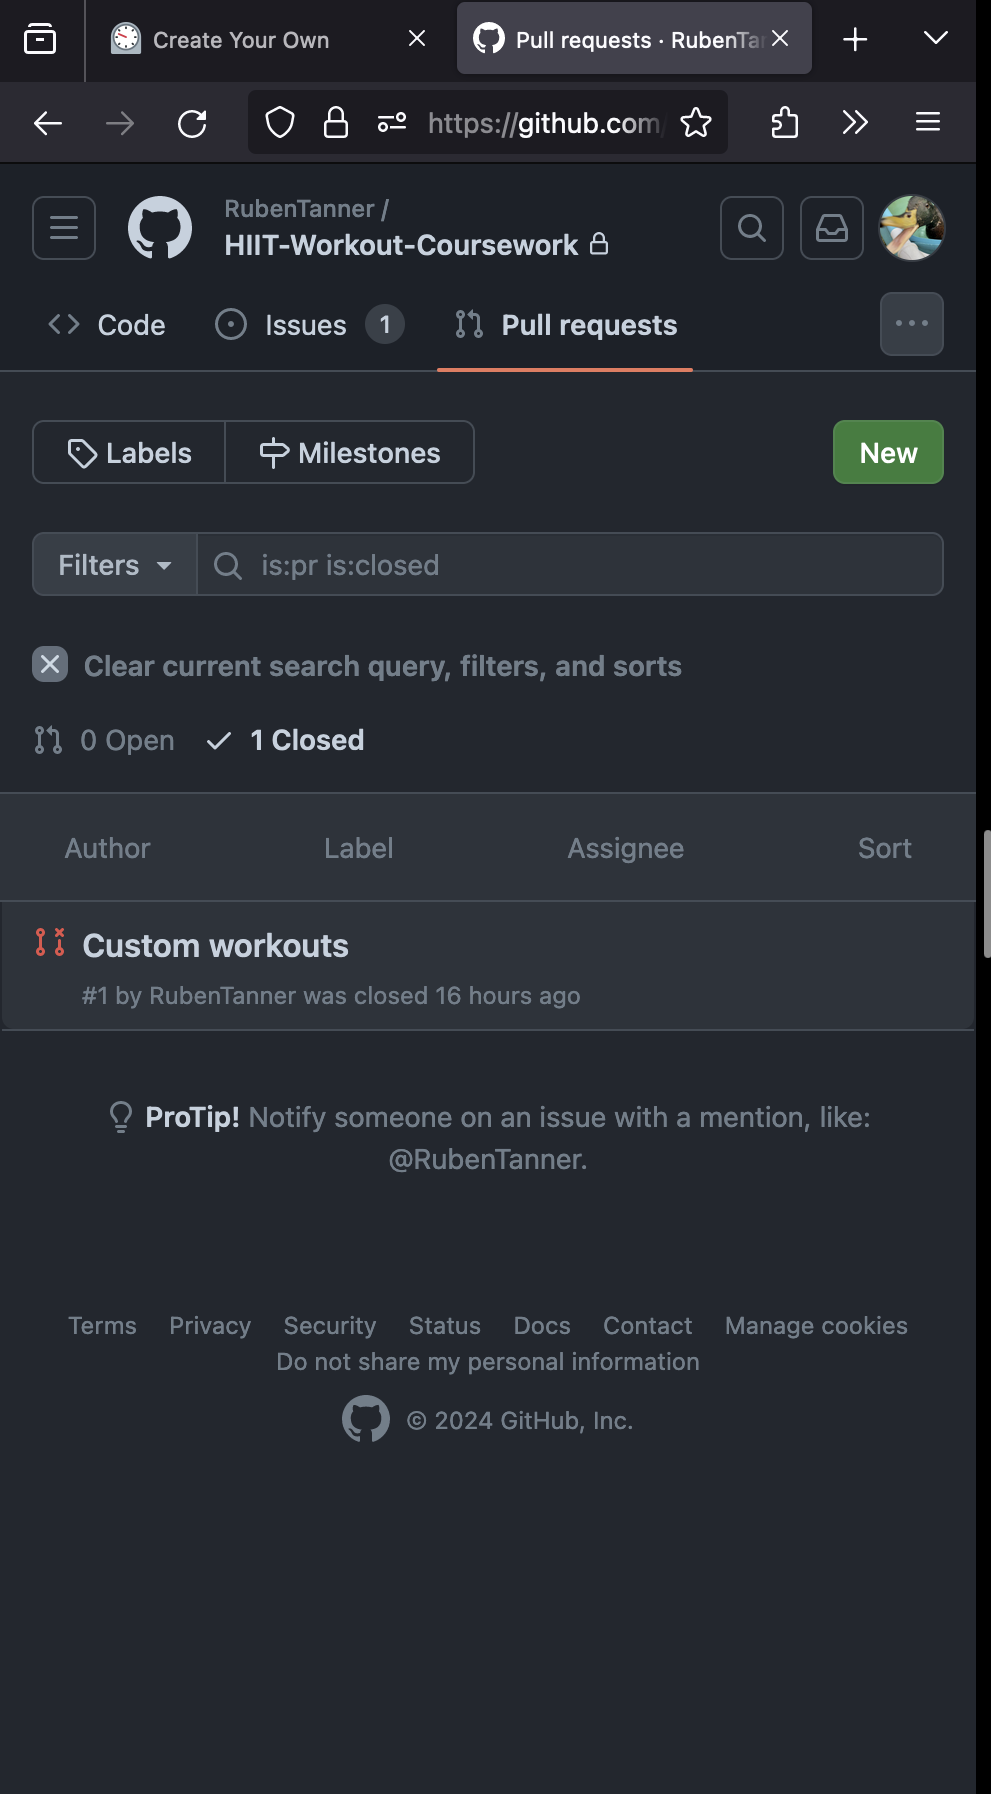 Create Your Own
Pull requests · RubenTar
https://github.com/
RubenTanner /
HIIT-Workout-Coursework
Code
Issues 1
Pull requests
Labels
Milestones
New
Filters
is:pr is:closed
Clear current search query, filters, and sorts
0 Open
1 Closed
Author
Label
Assignee
Sort
Custom workouts
#1 by RubenTanner was closed 16 hours ago
ProTip! Notify someone on an issue with a mention, like:
@RubenTanner.
Terms Privacy Security Status Docs Contact Manage cookies
Do not share my personal information
© 2024 GitHub, Inc.